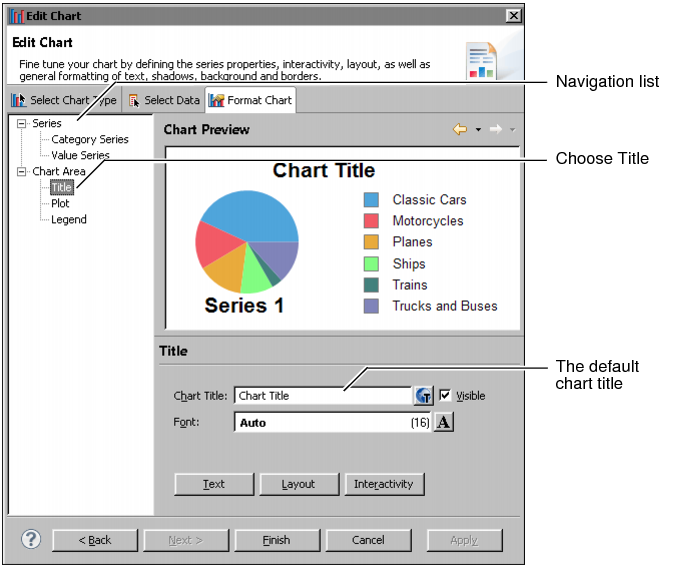 Edit Chart
Edit Chart
Fine tune your chart by defining the series properties, interactivity, layout, as well as
general formatting of text, shadows, background and borders.
Navigation list
Select Chart Type
Select Data
Format Chart
Series
Category Series
Value Series
Chart Area
Title
Plot
Legend
Chart Preview
Choose Title
Chart Title
Classic Cars
Motorcycles
Planes
Ships
Trains
Trucks and Buses
Series 1
Title
The default
chart title
Chart Title: Chart Title Visible
Font: Auto (16) A
Text Layout Interactivity
? < Back Next > Finish Cancel Apply